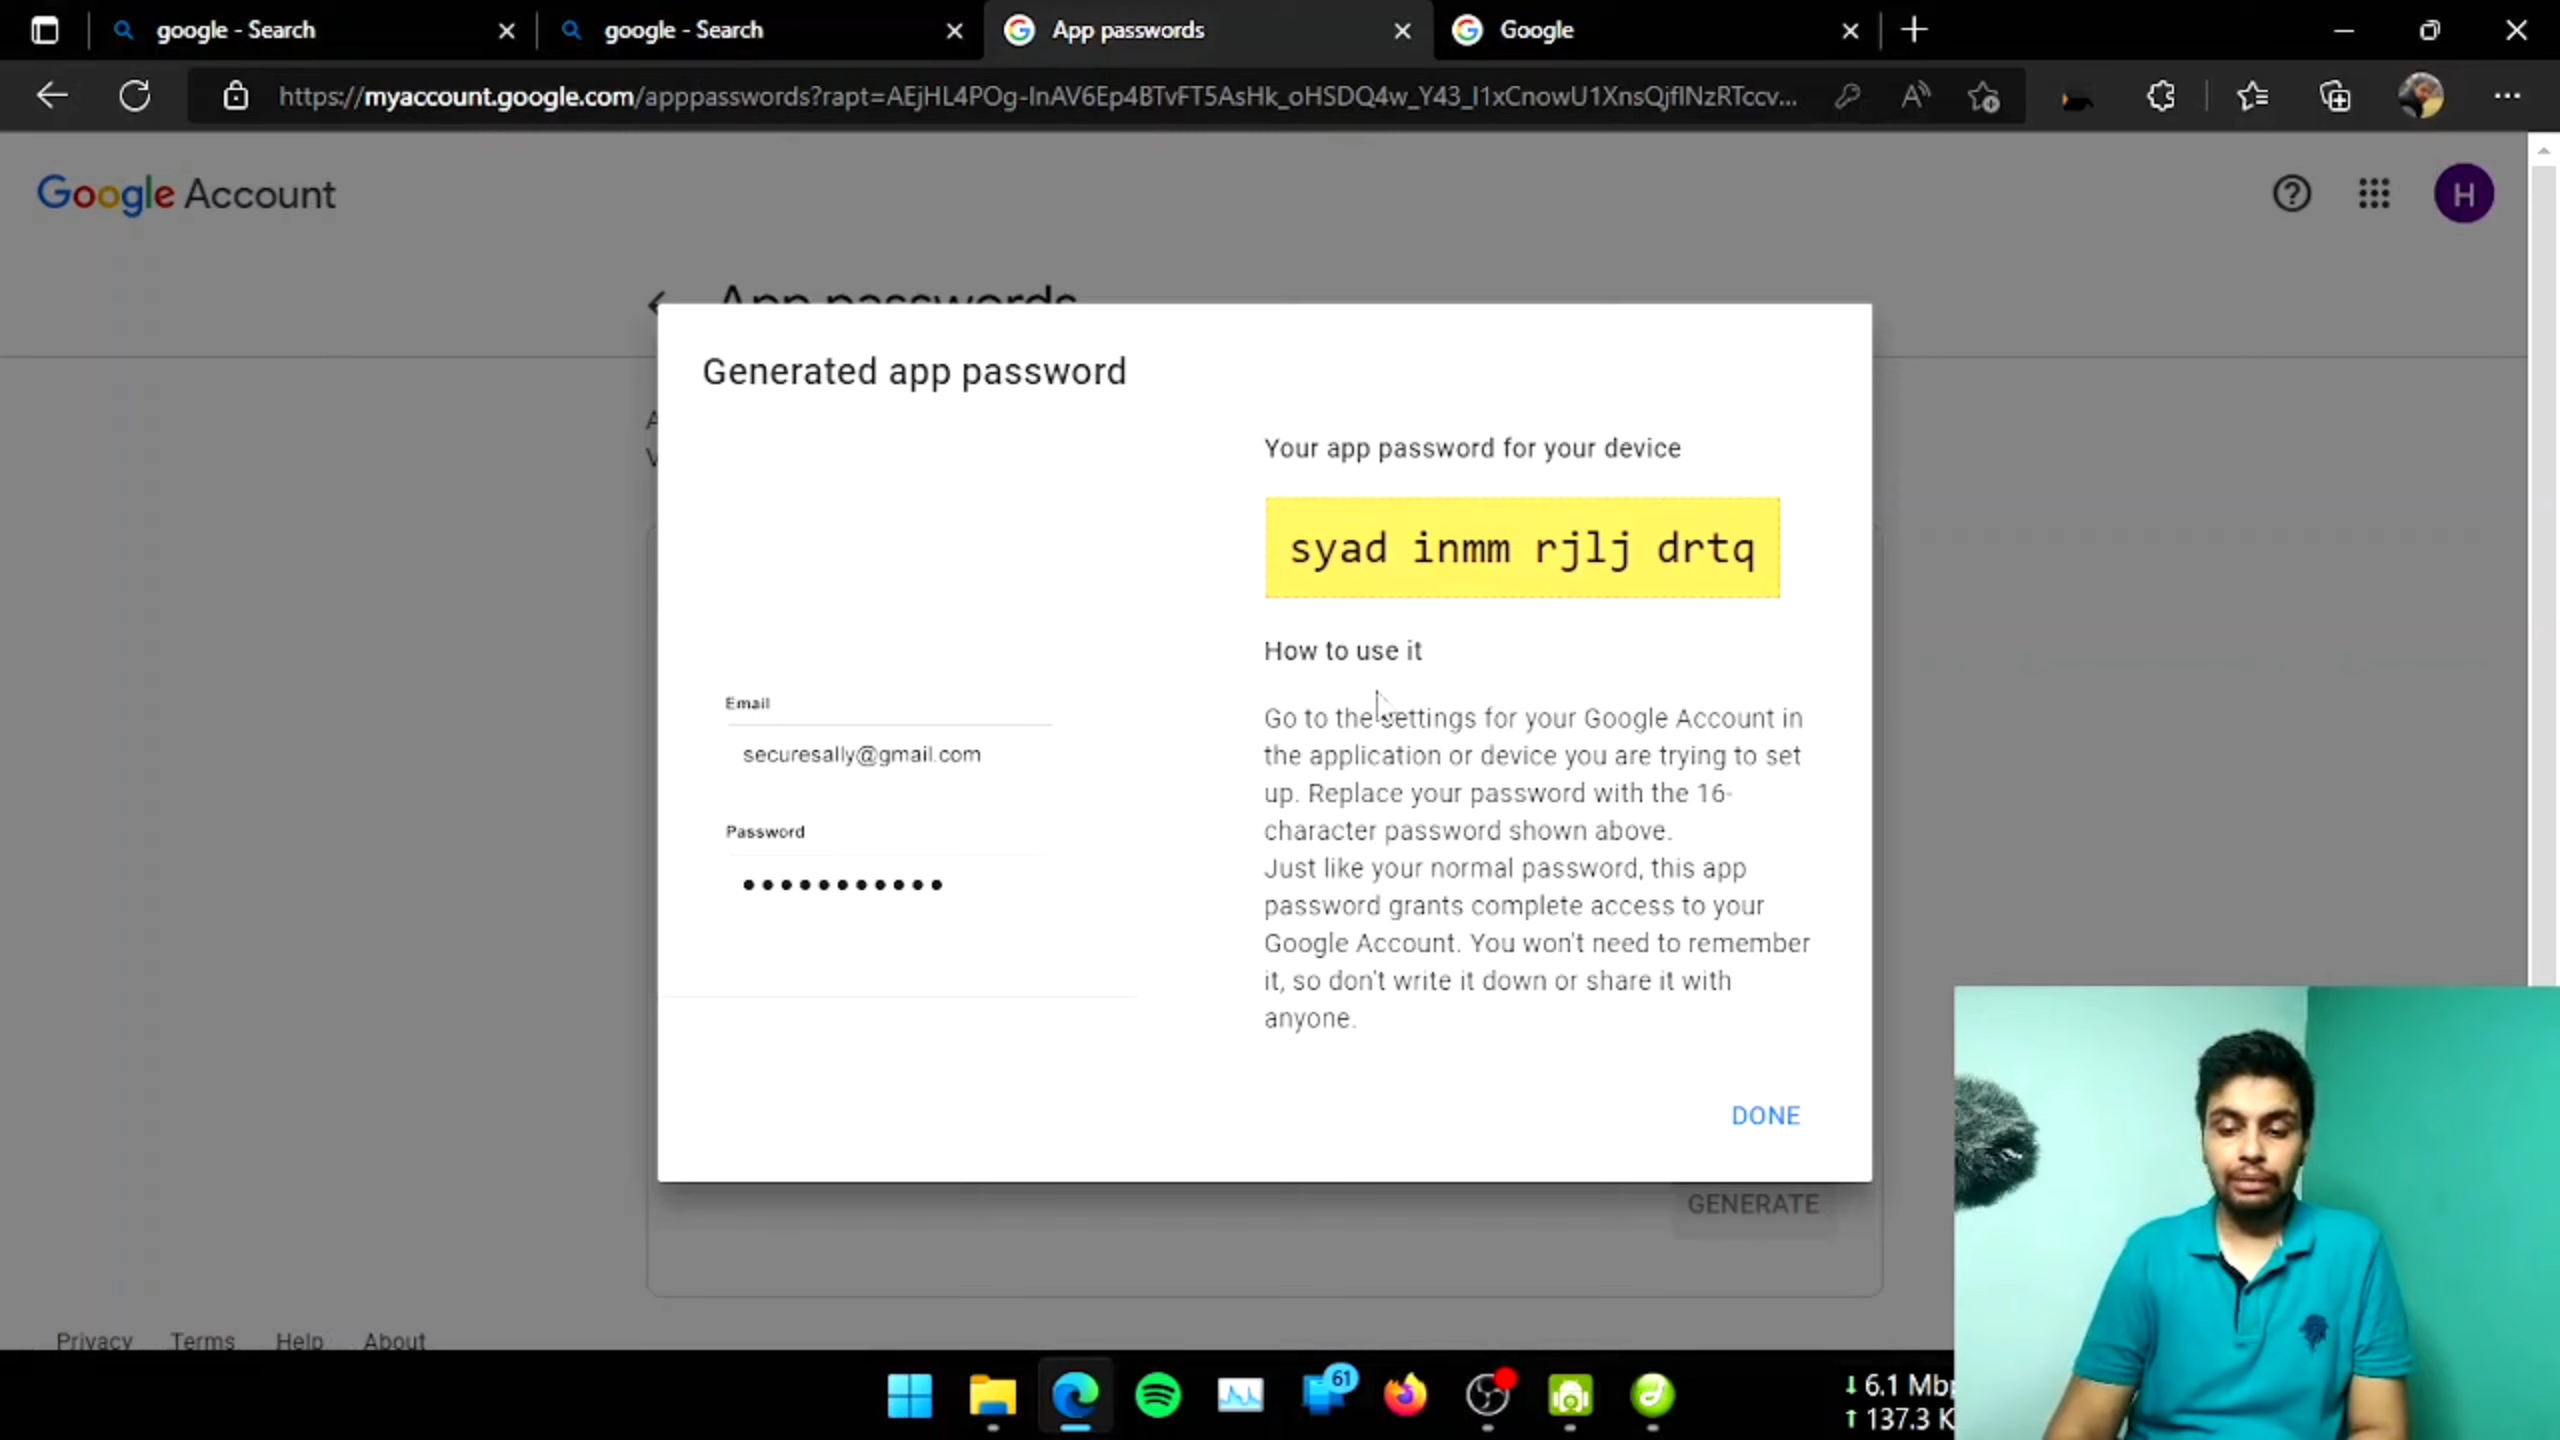 google - Search
google - Search
App passwords
Google
https://myaccount.google.com/apppasswords?rapt=AEjHL4POg-InAV6Ep4BTvFT5AsHk_oHSDQ4w_Y43_I1xCnowU1XnsQjfINzRTccv...
Google Account
H
App passwords
Generated app password
Your app password for your device
syad inmm rjlj drtq
How to use it
Email
securesally@gmail.com
Password
Go to the settings for your Google Account in
the application or device you are trying to set
up. Replace your password with the 16-
character password shown above.
Just like your normal password, this app
password grants complete access to your
Google Account. You won't need to remember
it, so don't write it down or share it with
anyone.
DONE
GENERATE
Privacy Terms Help About
61
6.1 Mbp
137.3 K